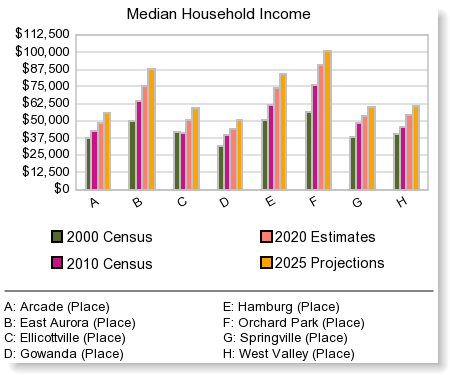 Median Household Income
$112,500
$100,000
$87,500
$75,000
$62,500
$50,000
$37,500
$25,000
$12,500
$0
A B C D E F G H
2000 Census 2020 Estimates
2010 Census 2025 Projections
A: Arcade (Place) E: Hamburg (Place)
B: East Aurora (Place) F: Orchard Park (Place)
C: Ellicottville (Place) G: Springville (Place)
D: Gowanda (Place) H: West Valley (Place)